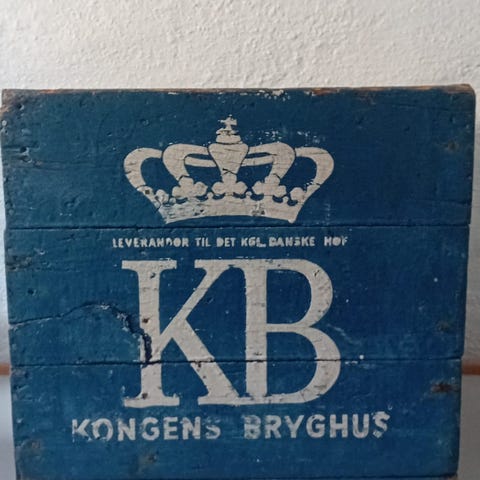 LEVERANDØR TIL DET KGL. DANSKE HOF
KB
KONGENS BRYGHUS